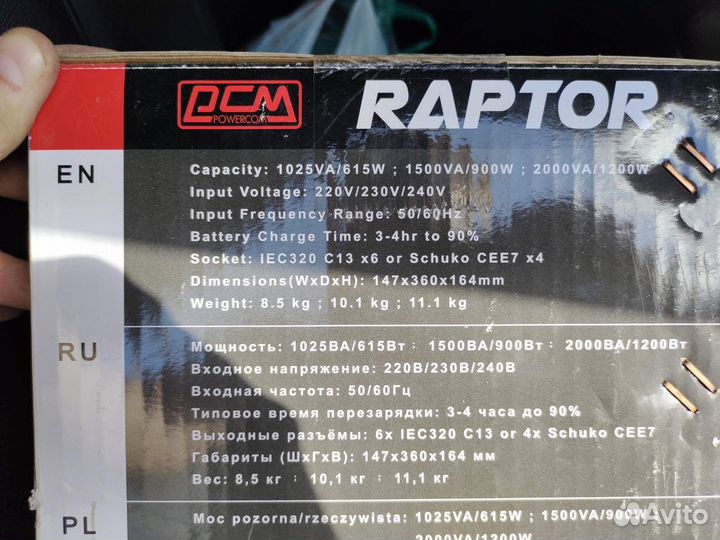 PCM RAPTOR
POWERCOM
EN
Capacity: 1025VA/615W ; 1500VA/900W ; 2000VA/1200W
Input Voltage: 220V/230V/240V
Input Frequency Range: 50/60Hz
Battery Charge Time: 3-4hr to 90%
Socket: IEC320 C13 x6 or Schuko CEE7 x4
Dimensions(WxDxH): 147x360x164mm
Weight: 8.5 kg ; 10.1 kg ; 11.1 kg
RU
Мощность: 1025ВА/615Вт ; 1500ВА/900Вт ; 2000ВА/1200Вт
Входное напряжение: 220В/230В/240В
Входная частота: 50/60Гц
Типовое время перезарядки: 3-4 часа до 90%
Выходные разъёмы: 6x IEC320 C13 or 4x Schuko CEE7
Габариты (ШхГхВ): 147x360x164 мм
Вес: 8,5 кг ; 10,1 кг ; 11,1 кг
PL
Moc pozorna/rzeczywista: 1025VA/615W ; 1500VA/900W ;
2000VA/1200W
Avito